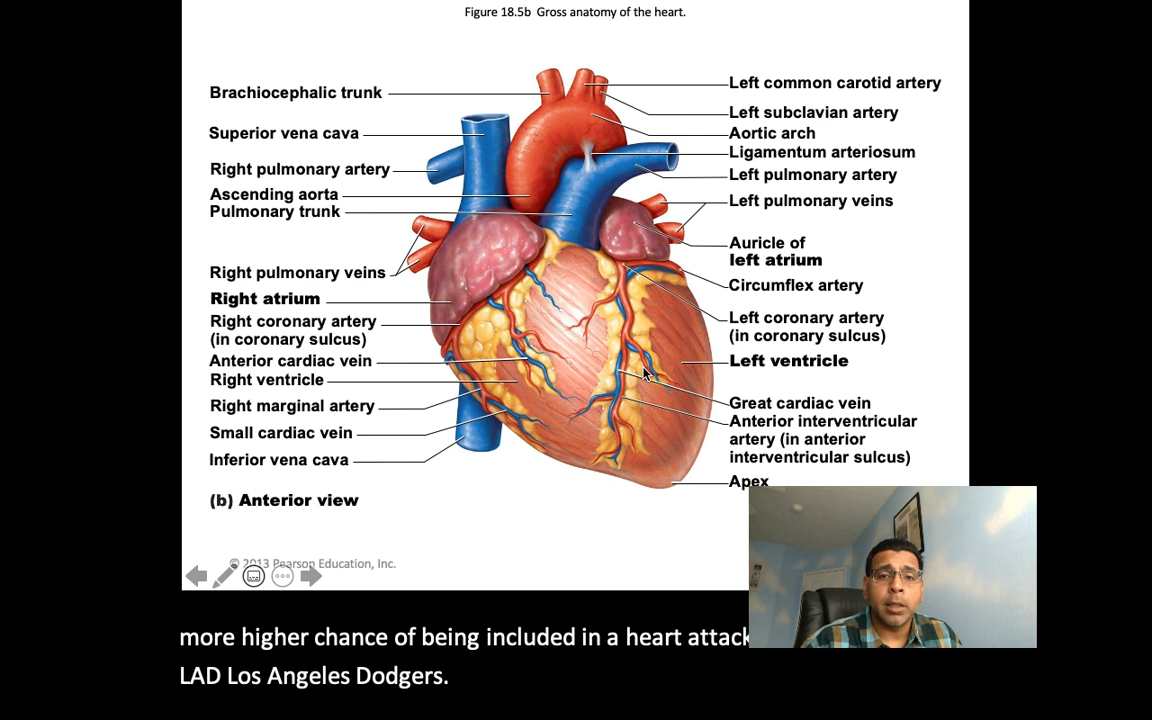 Figure 18.5b  Gross anatomy of the heart.
Brachiocephalic trunk
Superior vena cava
Right pulmonary artery
Ascending aorta
Pulmonary trunk
Right pulmonary veins
Right atrium
Right coronary artery
(in coronary sulcus)
Anterior cardiac vein
Right ventricle
Right marginal artery
Small cardiac vein
Inferior vena cava
(b) Anterior view
Left common carotid artery
Left subclavian artery
Aortic arch
Ligamentum arteriosum
Left pulmonary artery
Left pulmonary veins
Auricle of
left atrium
Circumflex artery
Left coronary artery
(in coronary sulcus)
Left ventricle
Great cardiac vein
Anterior interventricular
artery (in anterior
interventricular sulcus)
Apex
© 2013 Pearson Education, Inc.
more higher chance of being included in a heart attack
LAD Los Angeles Dodgers.